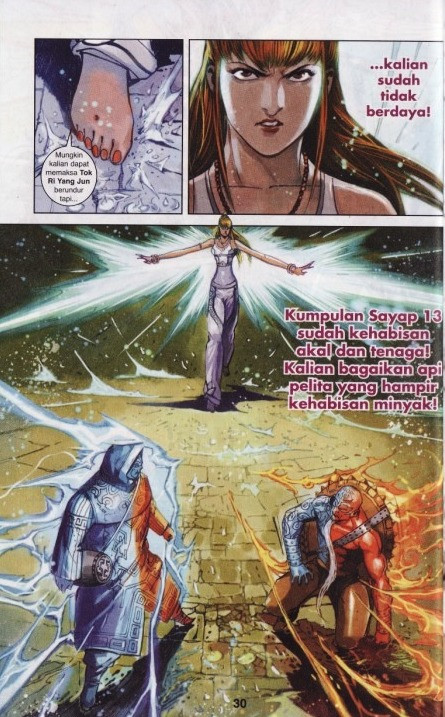 Mungkin
kalian dapat
memaksa Tok
Ri Yang Jun
berundur
tapi...
...kalian
sudah
tidak
berdaya!
Kumpulan Sayap 13
sudah kehabisan
akal dan tenaga!
Kalian bagaikan api
pelita yang hampir
kehabisan minyak!
30